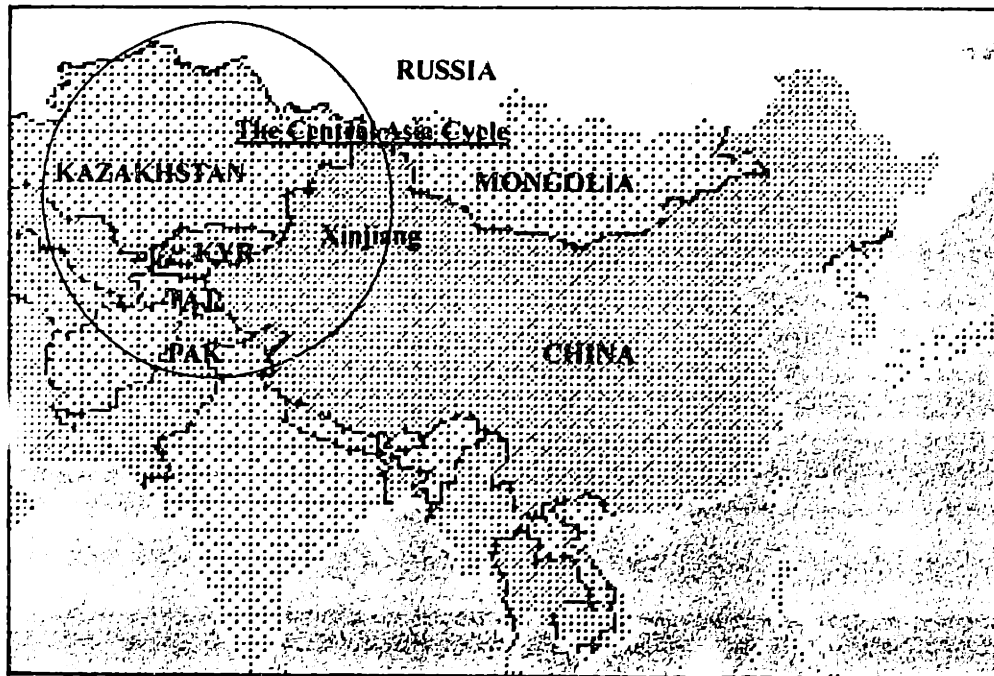 RUSSIA
The Central Asia Cycle
KAZAKHSTAN
MONGOLIA
Xinjiang
KYR
TAJ
PAK
CHINA